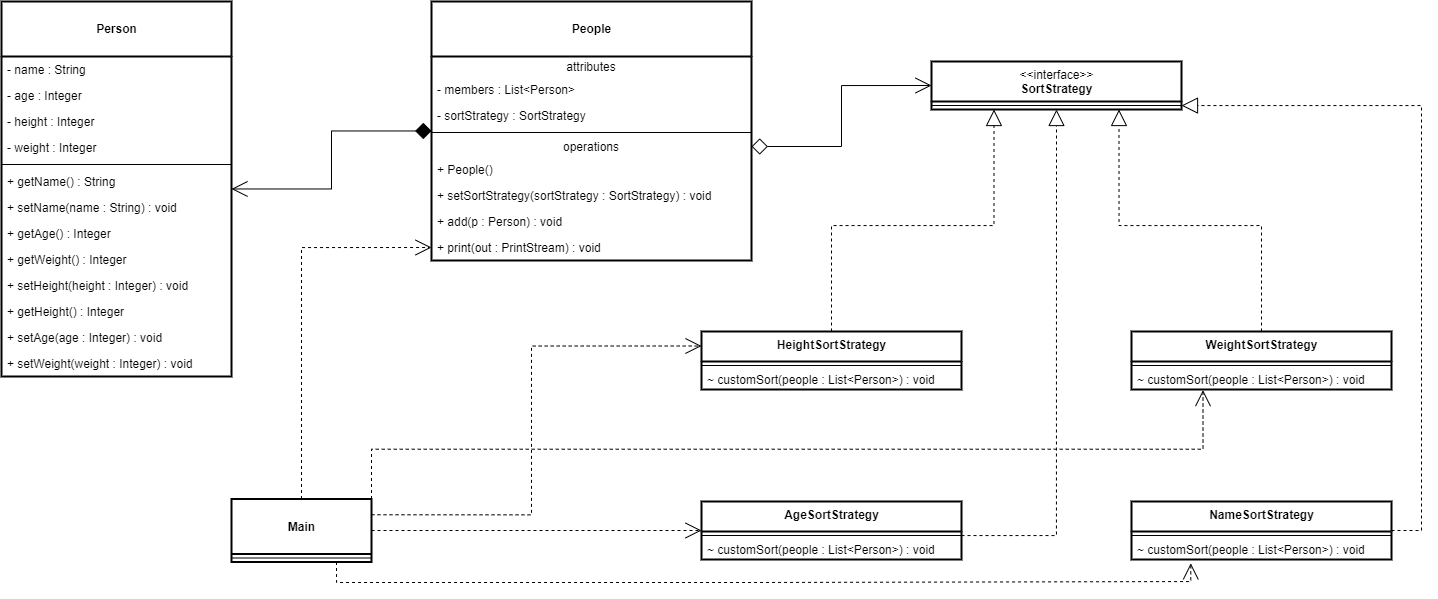 Person
- name : String
- age : Integer
- height : Integer
- weight : Integer
+ getName() : String
+ setName(name : String) : void
+ getAge() : Integer
+ getWeight() : Integer
+ setHeight(height : Integer) : void
+ getHeight() : Integer
+ setAge(age : Integer) : void
+ setWeight(weight : Integer) : void
People
attributes
- members : List<Person>
- sortStrategy : SortStrategy
operations
+ People()
+ setSortStrategy(sortStrategy : SortStrategy) : void
+ add(p : Person) : void
+ print(out : PrintStream) : void
<<interface>>
SortStrategy
HeightSortStrategy
~ customSort(people : List<Person>) : void
WeightSortStrategy
~ customSort(people : List<Person>) : void
Main
AgeSortStrategy
~ customSort(people : List<Person>) : void
NameSortStrategy
~ customSort(people : List<Person>) : void